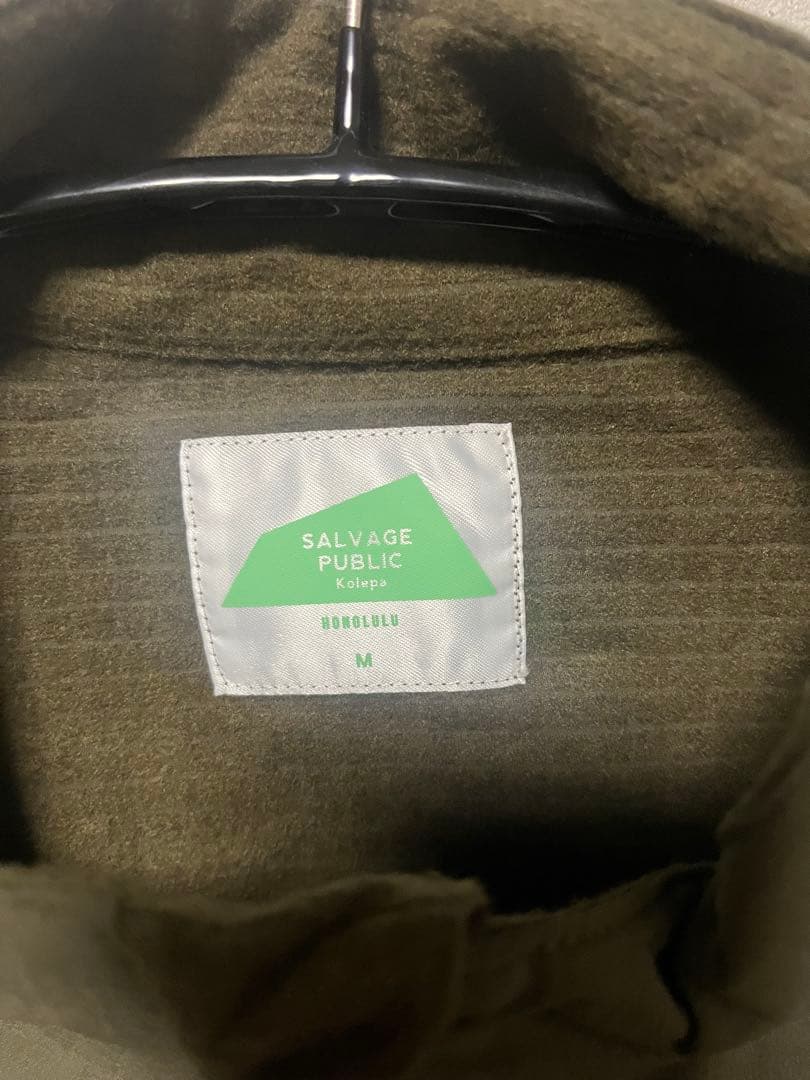 SALVAGE
PUBLIC
Kolepa
HONOLULU
M